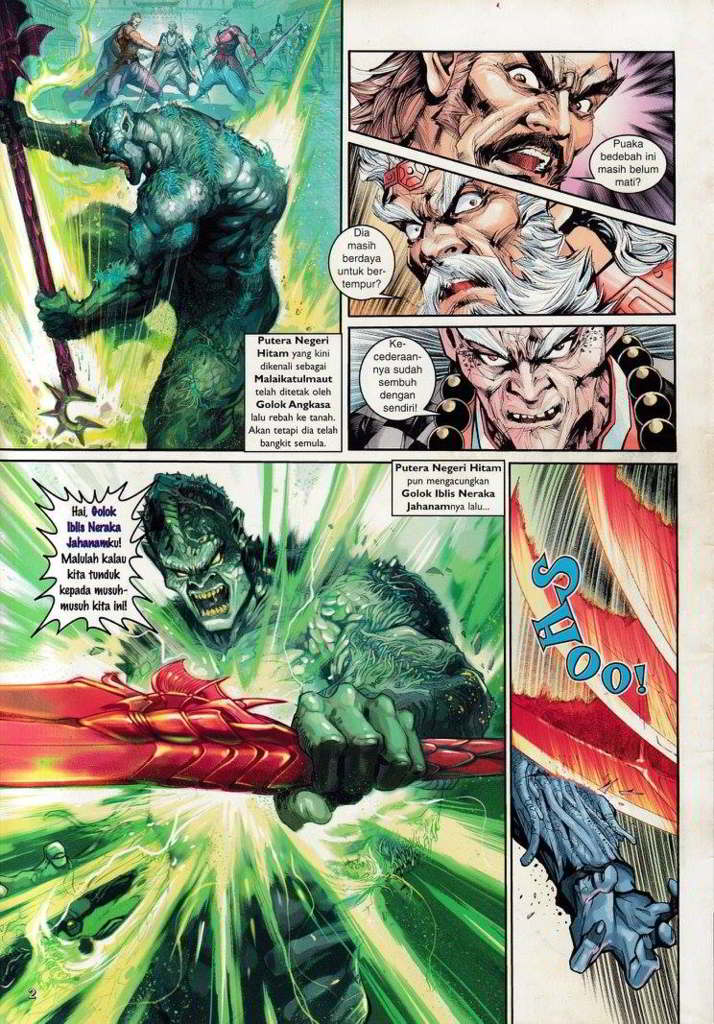 Putera Negeri
Hitam yang kini
dikenali sebagai
Malaikatulmaut
telah ditetak oleh
Golok Angkasa
lalu rebah ke tanah.
Akan tetapi dia telah
bangkit semula.
Puaka
bedebah ini
masih belum
mati?
Dia
masih
berdaya
untuk ber-
tempur?
Ke-
cederaan-
nya sudah
sembuh
dengan
sendiri!
Putera Negeri Hitam
pun mengacungkan
Golok Iblis Neraka
Jahanamnya lalu...
Hai, Golok
Iblis Neraka
Jahanamku!
Malulah kalau
kita tunduk
kepada musuh-
musuh kita ini!
SAOOO!
2